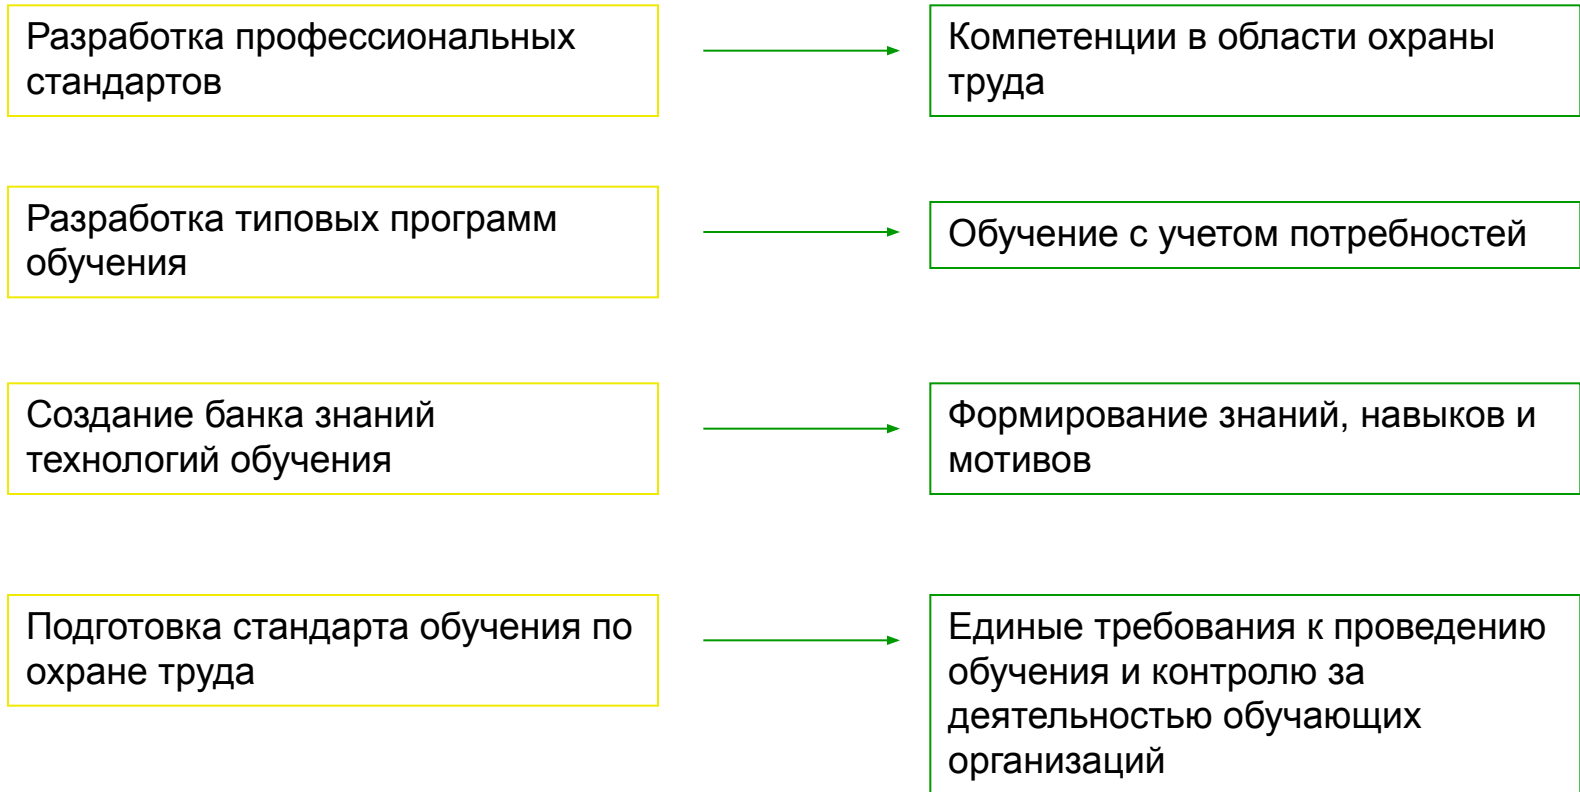 Разработка профессиональных
стандартов
Компетенции в области охраны
труда
Разработка типовых программ
обучения
Обучение с учетом потребностей
Создание банка знаний
технологий обучения
Формирование знаний, навыков и
мотивов
Подготовка стандарта обучения по
охране труда
Единые требования к проведению
обучения и контролю за
деятельностью обучающих
организаций